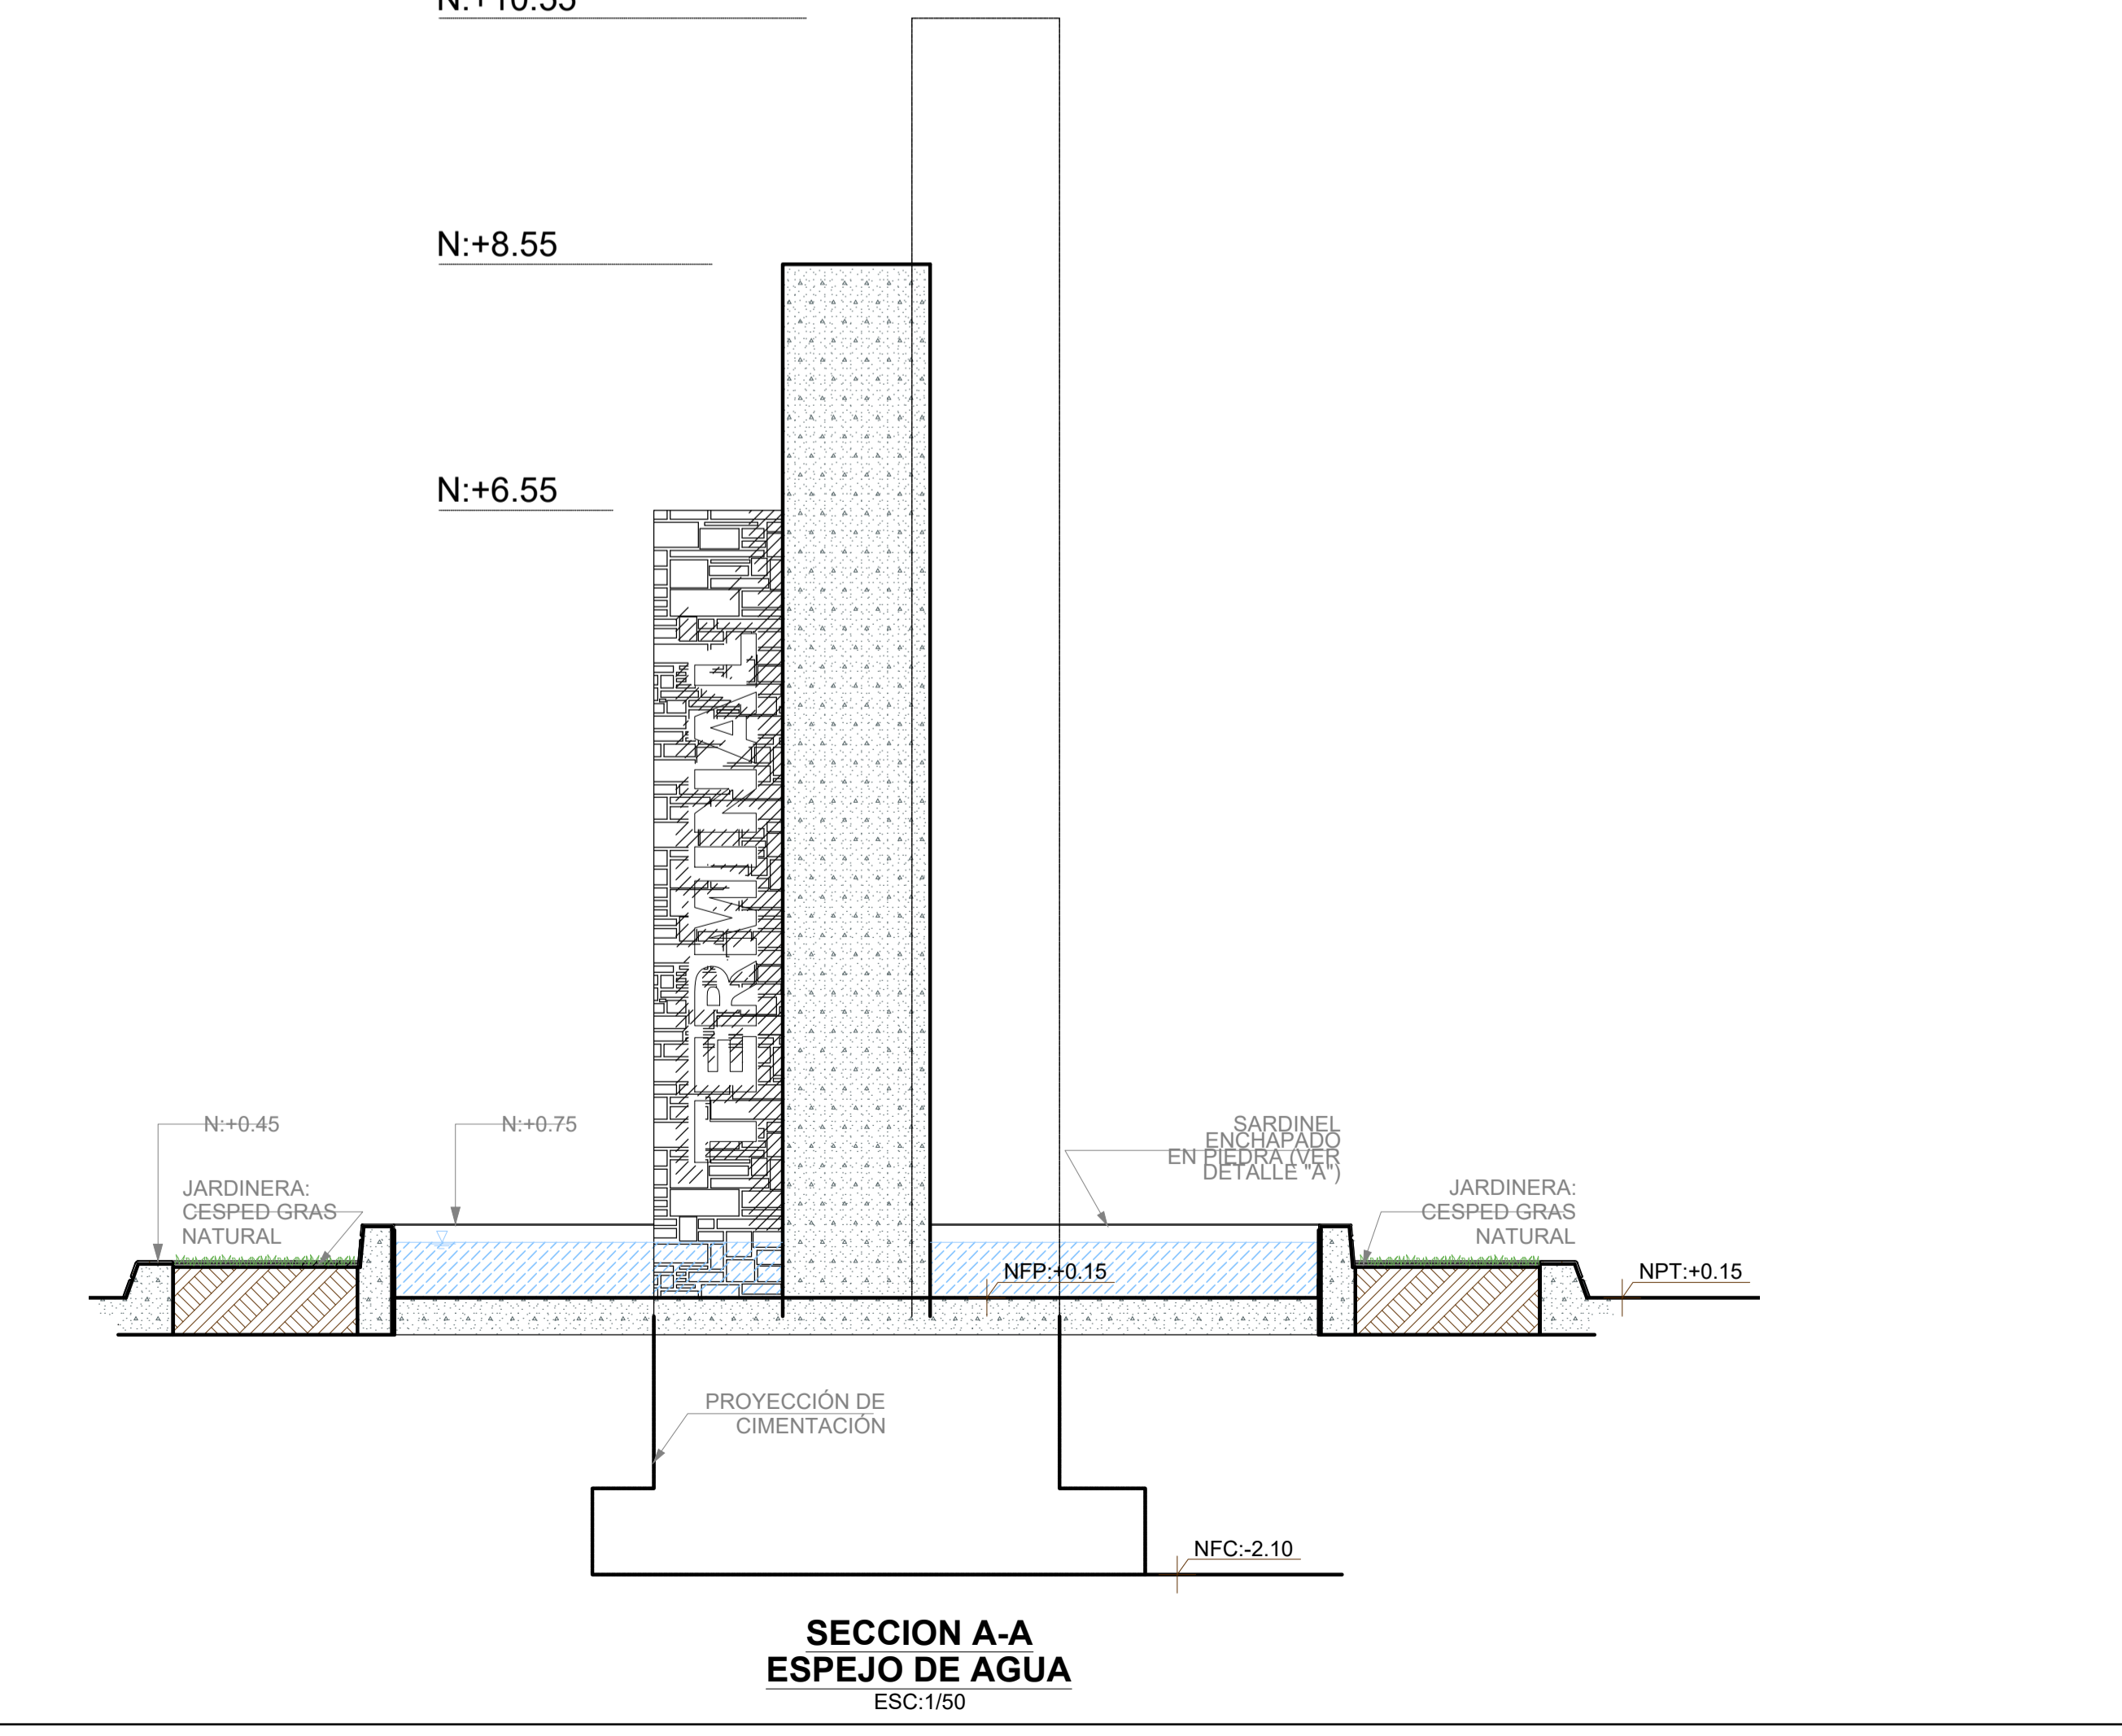 N:+10.55
N:+8.55
N:+6.55
TERMINAL
N:+0.45
N:+0.75
SARDINEL
ENCHAPADO
EN PIEDRA (VER
DETALLE "A")
JARDINERA:
CESPED GRAS
NATURAL
JARDINERA:
CESPED GRAS
NATURAL
NFP:+0.15
NPT:+0.15
PROYECCIÓN DE
CIMENTACIÓN
NFC:-2.10
SECCION A-A
ESPEJO DE AGUA
ESC:1/50